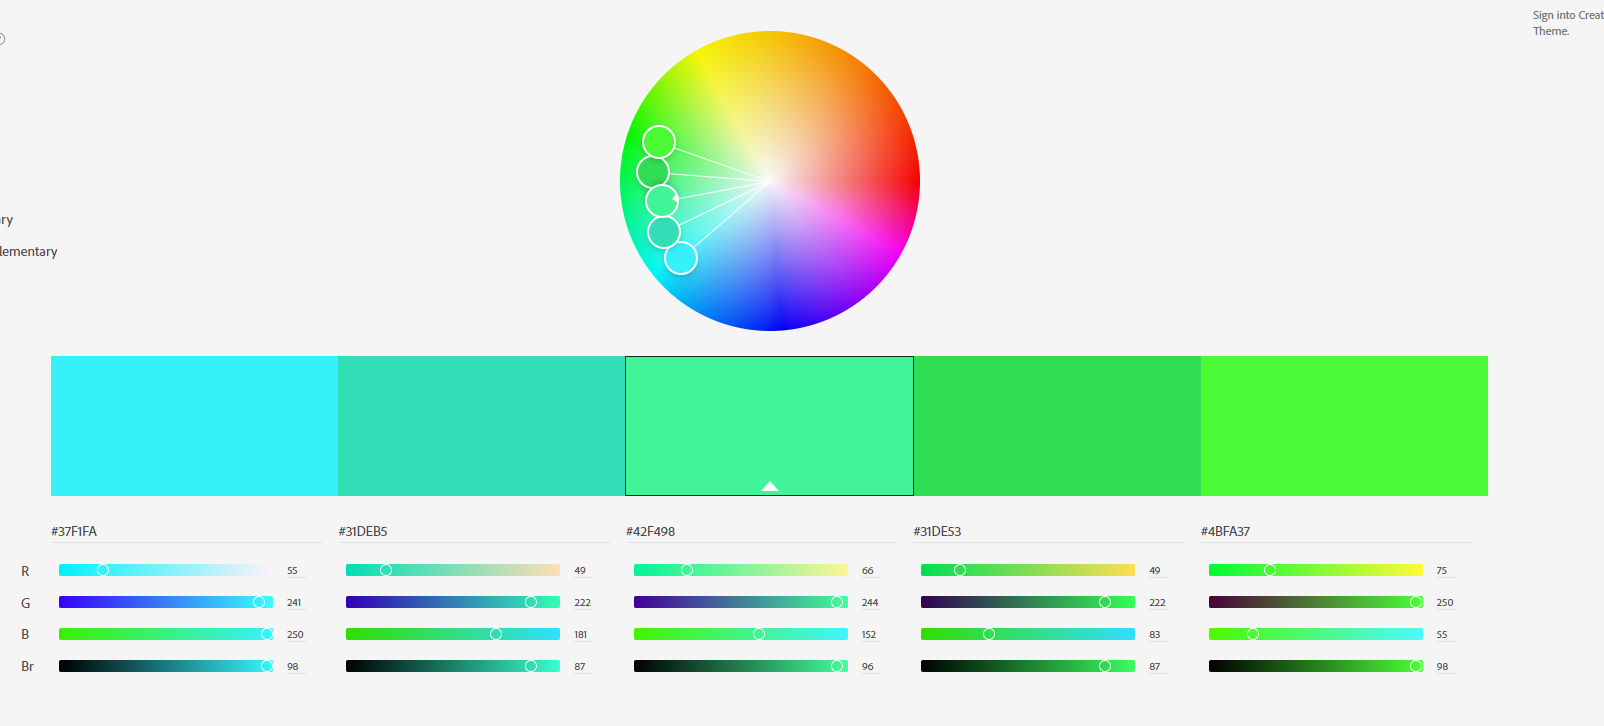 Sign into Creat
Theme.
ry
lementary
#37F1FA #31DEB5 #42F498 #31DE53 #4BFA37
R 55 49 66 49 75
G 241 222 244 222 250
B 250 181 152 83 55
Br 98 87 96 87 98